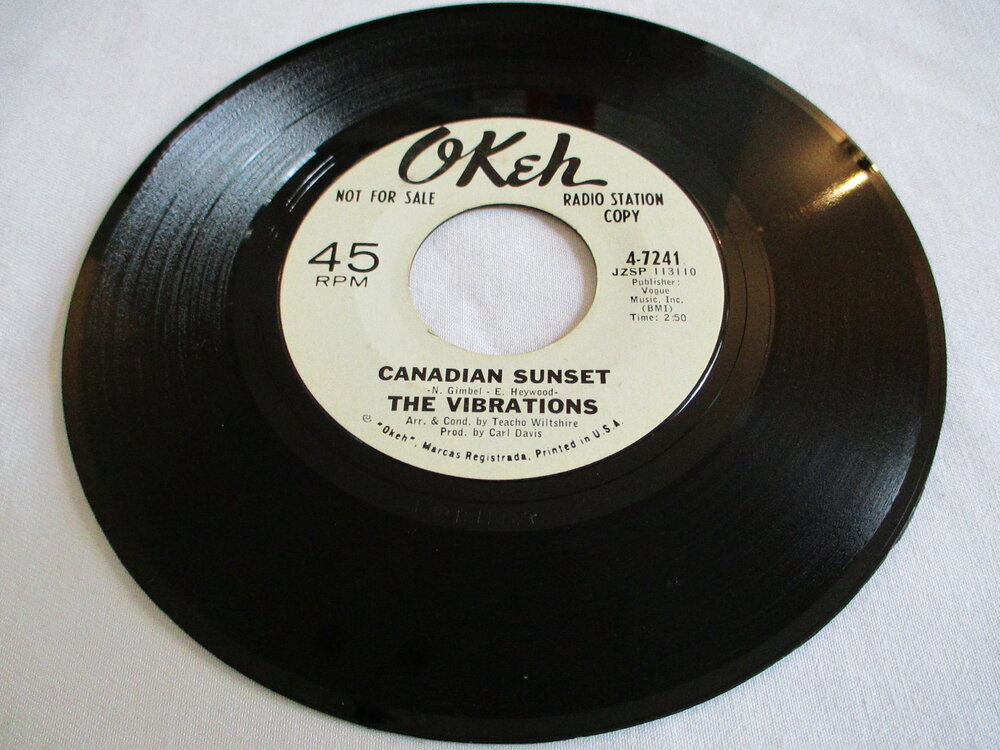 OKeh
NOT FOR SALE
RADIO STATION
COPY
45
RPM
4-7241
JZSP 113110
Publisher:
Vogue
Music, Inc.
(BMI)
Time: 2:50
CANADIAN SUNSET
-N. Gimbel - E. Heywood-
THE VIBRATIONS
Arr. & Cond. by Teacho Wiltshire
Prod. by Carl Davis
® "Okeh", Marcas Registrada, Printed in U.S.A.